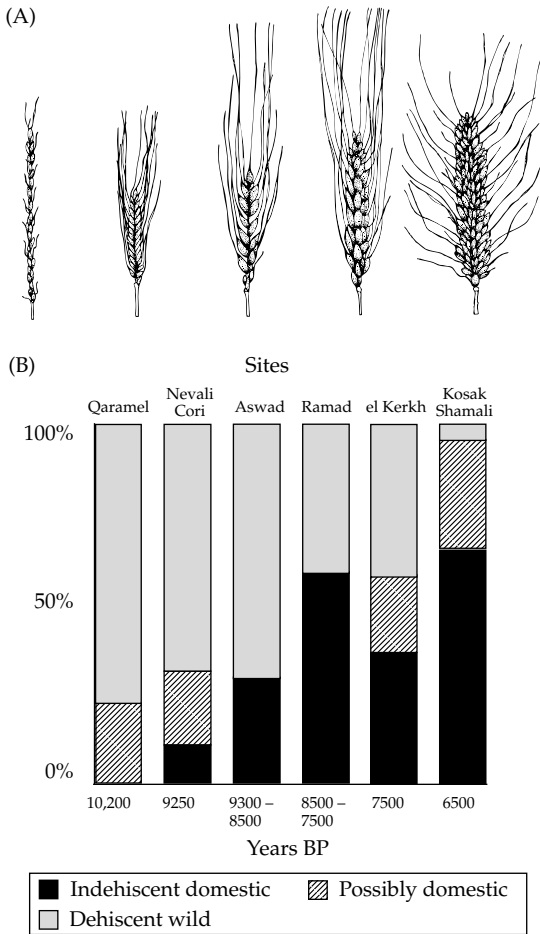 (A)
(B)
Sites
Qaramel
Nevali
Cori
Aswad
Ramad
el Kerkh
Kosak
Shamali
100%
50%
0%
10,200
9250
9300 –
8500
8500 –
7500
7500
6500
Years BP
Indehiscent domestic
Possibly domestic
Dehiscent wild